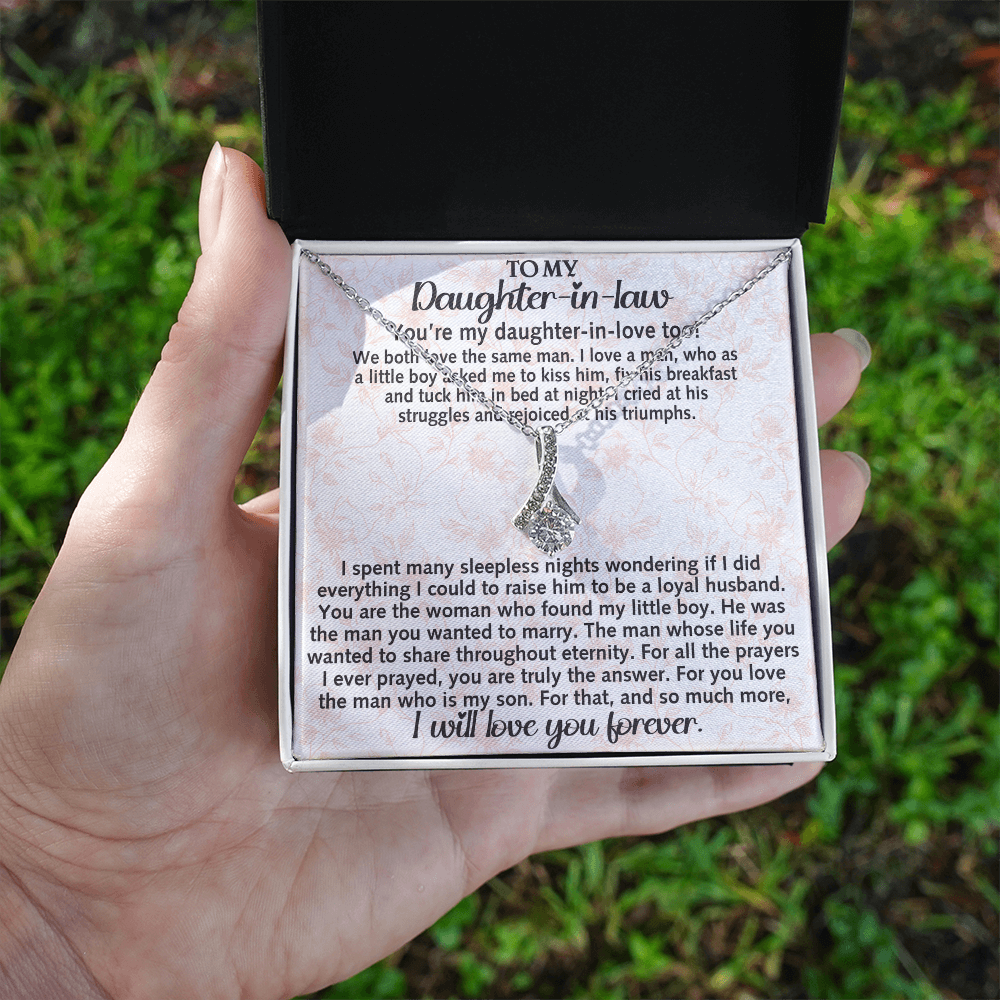 TO MY
Daughter-in-law
You're my daughter-in-love too!
We both love the same man. I love a man, who as
a little boy asked me to kiss him, fix his breakfast
and tuck him in bed at night. I cried at his
struggles and rejoiced at his triumphs.
I spent many sleepless nights wondering if I did
everything I could to raise him to be a loyal husband.
You are the woman who found my little boy. He was
the man you wanted to marry. The man whose life you
wanted to share throughout eternity. For all the prayers
I ever prayed, you are truly the answer. For you love
the man who is my son. For that, and so much more,
I will love you forever.